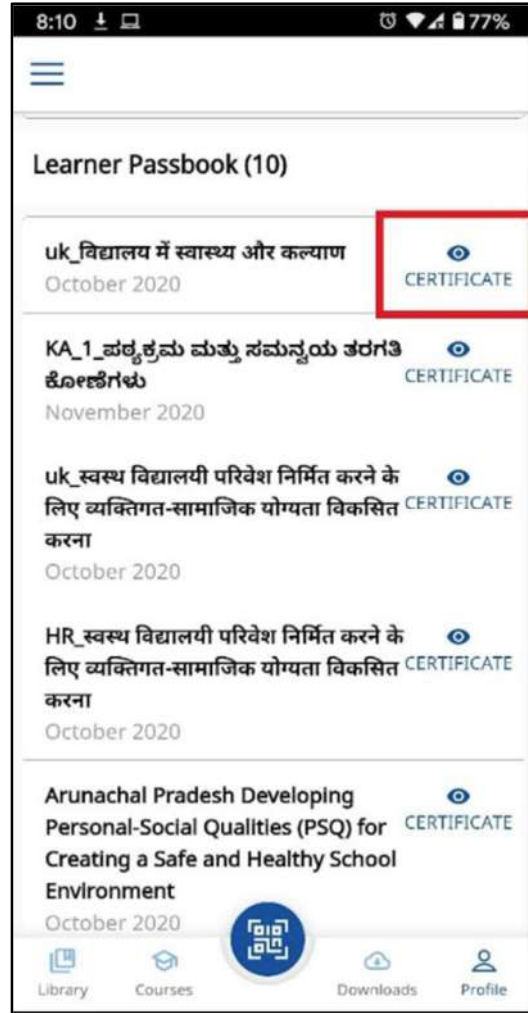 8:10
77%
Learner Passbook (10)
uk_विद्यालय में स्वास्थ्य और कल्याण
October 2020
CERTIFICATE
KA_1_ಪಠ್ಯಕ್ರಮ ಮತ್ತು ಸಮನ್ವಯ ತರಗತಿ
ಕೋಣೆಗಳು
November 2020
CERTIFICATE
uk_स्वस्थ विद्यालयी परिवेश निर्मित करने के
लिए व्यक्तिगत-सामाजिक योग्यता विकसित
करना
October 2020
CERTIFICATE
HR_स्वस्थ विद्यालयी परिवेश निर्मित करने के
लिए व्यक्तिगत-सामाजिक योग्यता विकसित
करना
October 2020
CERTIFICATE
Arunachal Pradesh Developing
Personal-Social Qualities (PSQ) for
Creating a Safe and Healthy School
Environment
October 2020
CERTIFICATE
Library
Courses
Downloads
Profile